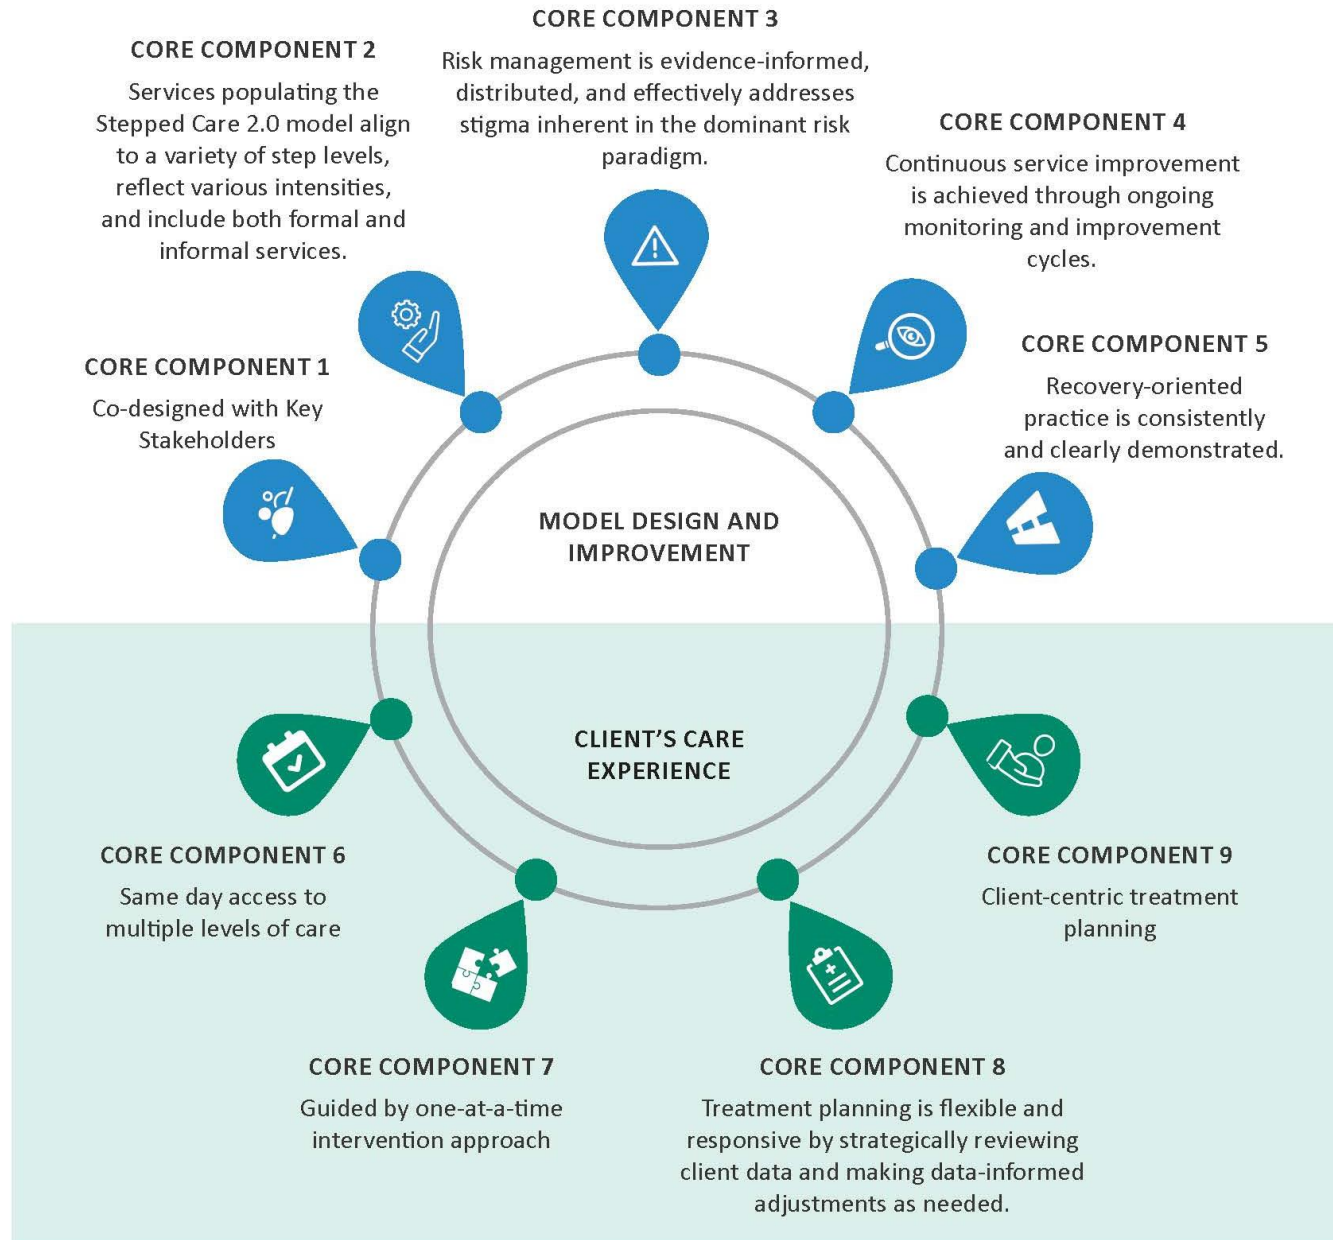 CORE COMPONENT 3
Risk management is evidence-informed,
distributed, and effectively addresses
stigma inherent in the dominant risk
paradigm.
CORE COMPONENT 2
Services populating the
Stepped Care 2.0 model align
to a variety of step levels,
reflect various intensities,
and include both formal and
informal services.
CORE COMPONENT 4
Continuous service improvement
is achieved through ongoing
monitoring and improvement
cycles.
CORE COMPONENT 1
Co-designed with Key
Stakeholders
CORE COMPONENT 5
Recovery-oriented
practice is consistently
and clearly demonstrated.
MODEL DESIGN AND
IMPROVEMENT
CLIENT’S CARE
EXPERIENCE
CORE COMPONENT 6
Same day access to
multiple levels of care
CORE COMPONENT 9
Client-centric treatment
planning
CORE COMPONENT 7
Guided by one-at-a-time
intervention approach
CORE COMPONENT 8
Treatment planning is flexible and
responsive by strategically reviewing
client data and making data-informed
adjustments as needed.